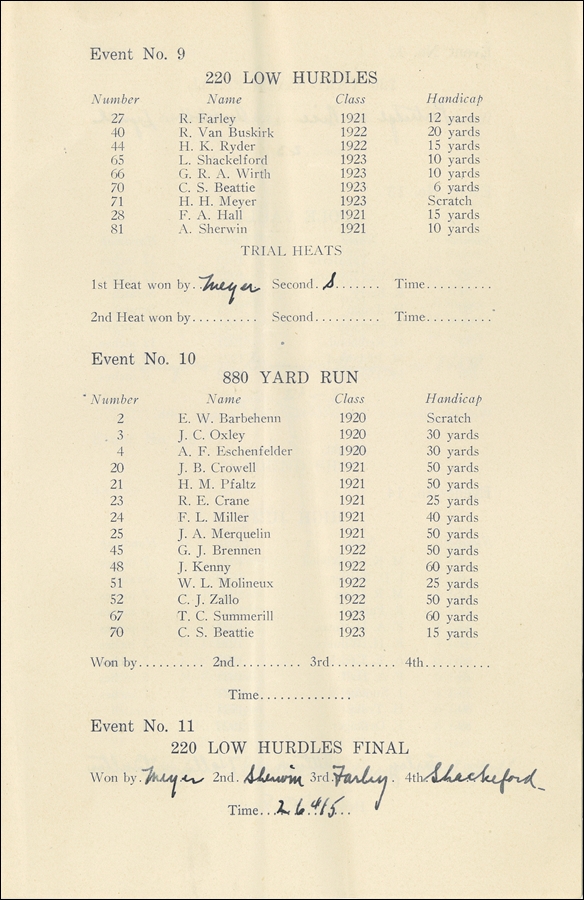 Event No. 9
220 LOW HURDLES
Number Name Class Handicap
27 R. Farley 1921 12 yards
40 R. Van Buskirk 1922 20 yards
44 H. K. Ryder 1922 15 yards
65 L. Shackelford 1923 10 yards
66 G. R. A. Wirth 1923 10 yards
70 C. S. Beattie 1923 6 yards
71 H. H. Meyer 1923 Scratch
28 F. A. Hall 1921 15 yards
81 A. Sherwin 1921 10 yards
TRIAL HEATS
1st Heat won by.. Meyer Second. S....... Time..........
2nd Heat won by.......... Second.......... Time..........
Event No. 10
880 YARD RUN
Number Name Class Handicap
2 E. W. Barbehenn 1920 Scratch
3 J. C. Oxley 1920 30 yards
4 A. F. Eschenfelder 1920 30 yards
20 J. B. Crowell 1921 50 yards
21 H. M. Pfaltz 1921 50 yards
23 R. E. Crane 1921 25 yards
24 F. L. Miller 1921 40 yards
25 J. A. Merquelin 1921 50 yards
45 G. J. Brennen 1922 50 yards
48 J. Kenny 1922 60 yards
51 W. L. Molineux 1922 25 yards
52 C. J. Zallo 1922 50 yards
67 T. C. Summerill 1923 60 yards
70 C. S. Beattie 1923 15 yards
Won by.......... 2nd.......... 3rd.......... 4th..........
Time..............
Event No. 11
220 LOW HURDLES FINAL
Won by. Meyer 2nd. Sherwin 3rd. Farley. 4th. Shackeford
Time... 26 4/5..